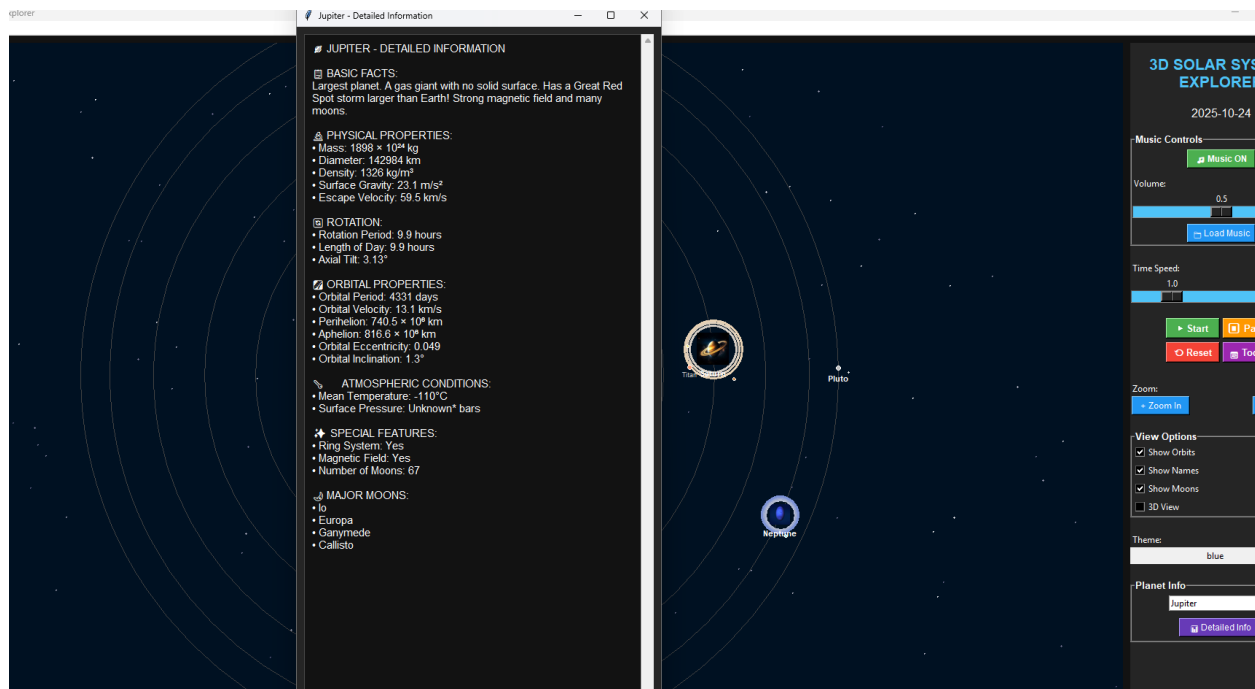 xplorer
Jupiter - Detailed Information
JUPITER - DETAILED INFORMATION
BASIC FACTS:
Largest planet. A gas giant with no solid surface. Has a Great Red
Spot storm larger than Earth! Strong magnetic field and many
moons.
PHYSICAL PROPERTIES:
• Mass: 1898 × 10²⁴ kg
• Diameter: 142984 km
• Density: 1326 kg/m³
• Surface Gravity: 23.1 m/s²
• Escape Velocity: 59.5 km/s
ROTATION:
• Rotation Period: 9.9 hours
• Length of Day: 9.9 hours
• Axial Tilt: 3.13°
ORBITAL PROPERTIES:
• Orbital Period: 4331 days
• Orbital Velocity: 13.1 km/s
• Perihelion: 740.5 × 10⁶ km
• Aphelion: 816.6 × 10⁶ km
• Orbital Eccentricity: 0.049
• Orbital Inclination: 1.3°
ATMOSPHERIC CONDITIONS:
• Mean Temperature: -110°C
• Surface Pressure: Unknown* bars
SPECIAL FEATURES:
• Ring System: Yes
• Magnetic Field: Yes
• Number of Moons: 67
MAJOR MOONS:
• Io
• Europa
• Ganymede
• Callisto
Titan
Pluto
Neptune
3D SOLAR SYS
EXPLORER
2025-10-24
Music Controls
Music ON
Volume:
0.5
Load Music
Time Speed:
1.0
Start
Pa
Reset
Too
Zoom:
+ Zoom In
View Options
Show Orbits
Show Names
Show Moons
3D View
Theme:
blue
Planet Info
Jupiter
Detailed Info